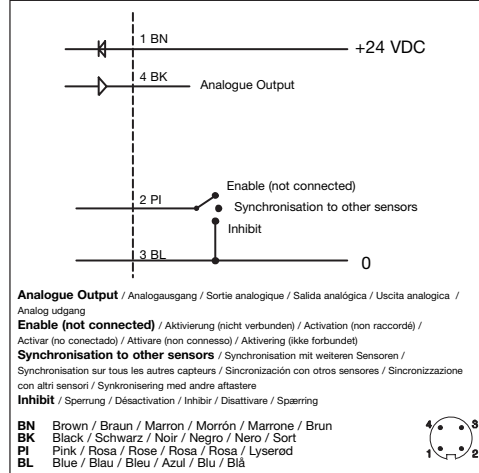 1 BN
+24 VDC
4 BK
Analogue Output
Enable (not connected)
2 PI
Synchronisation to other sensors
Inhibit
3 BL
0
Analogue Output / Analogausgang / Sortie analogique / Salida analógica / Uscita analogica /
Analog udgang
Enable (not connected) / Aktivierung (nicht verbunden) / Activation (non raccordé) /
Activar (no conectado) / Attivare (non connesso) / Aktivering (ikke forbundet)
Synchronisation to other sensors / Synchronisation mit weiteren Sensoren /
Synchronisation sur tous les autres capteurs / Sincronización con otros sensores / Sincronizzazione
con altri sensori / Synkronisering med andre aftastere
Inhibit / Sperrung / Désactivation / Inhibir / Disattivare / Spærring
BN Brown / Braun / Marron / Morrón / Marrone / Brun
BK Black / Schwarz / Noir / Negro / Nero / Sort
PI Pink / Rosa / Rose / Rosa / Rosa / Lyserød
BL Blue / Blau / Bleu / Azul / Blu / Blå
4 3
1 2